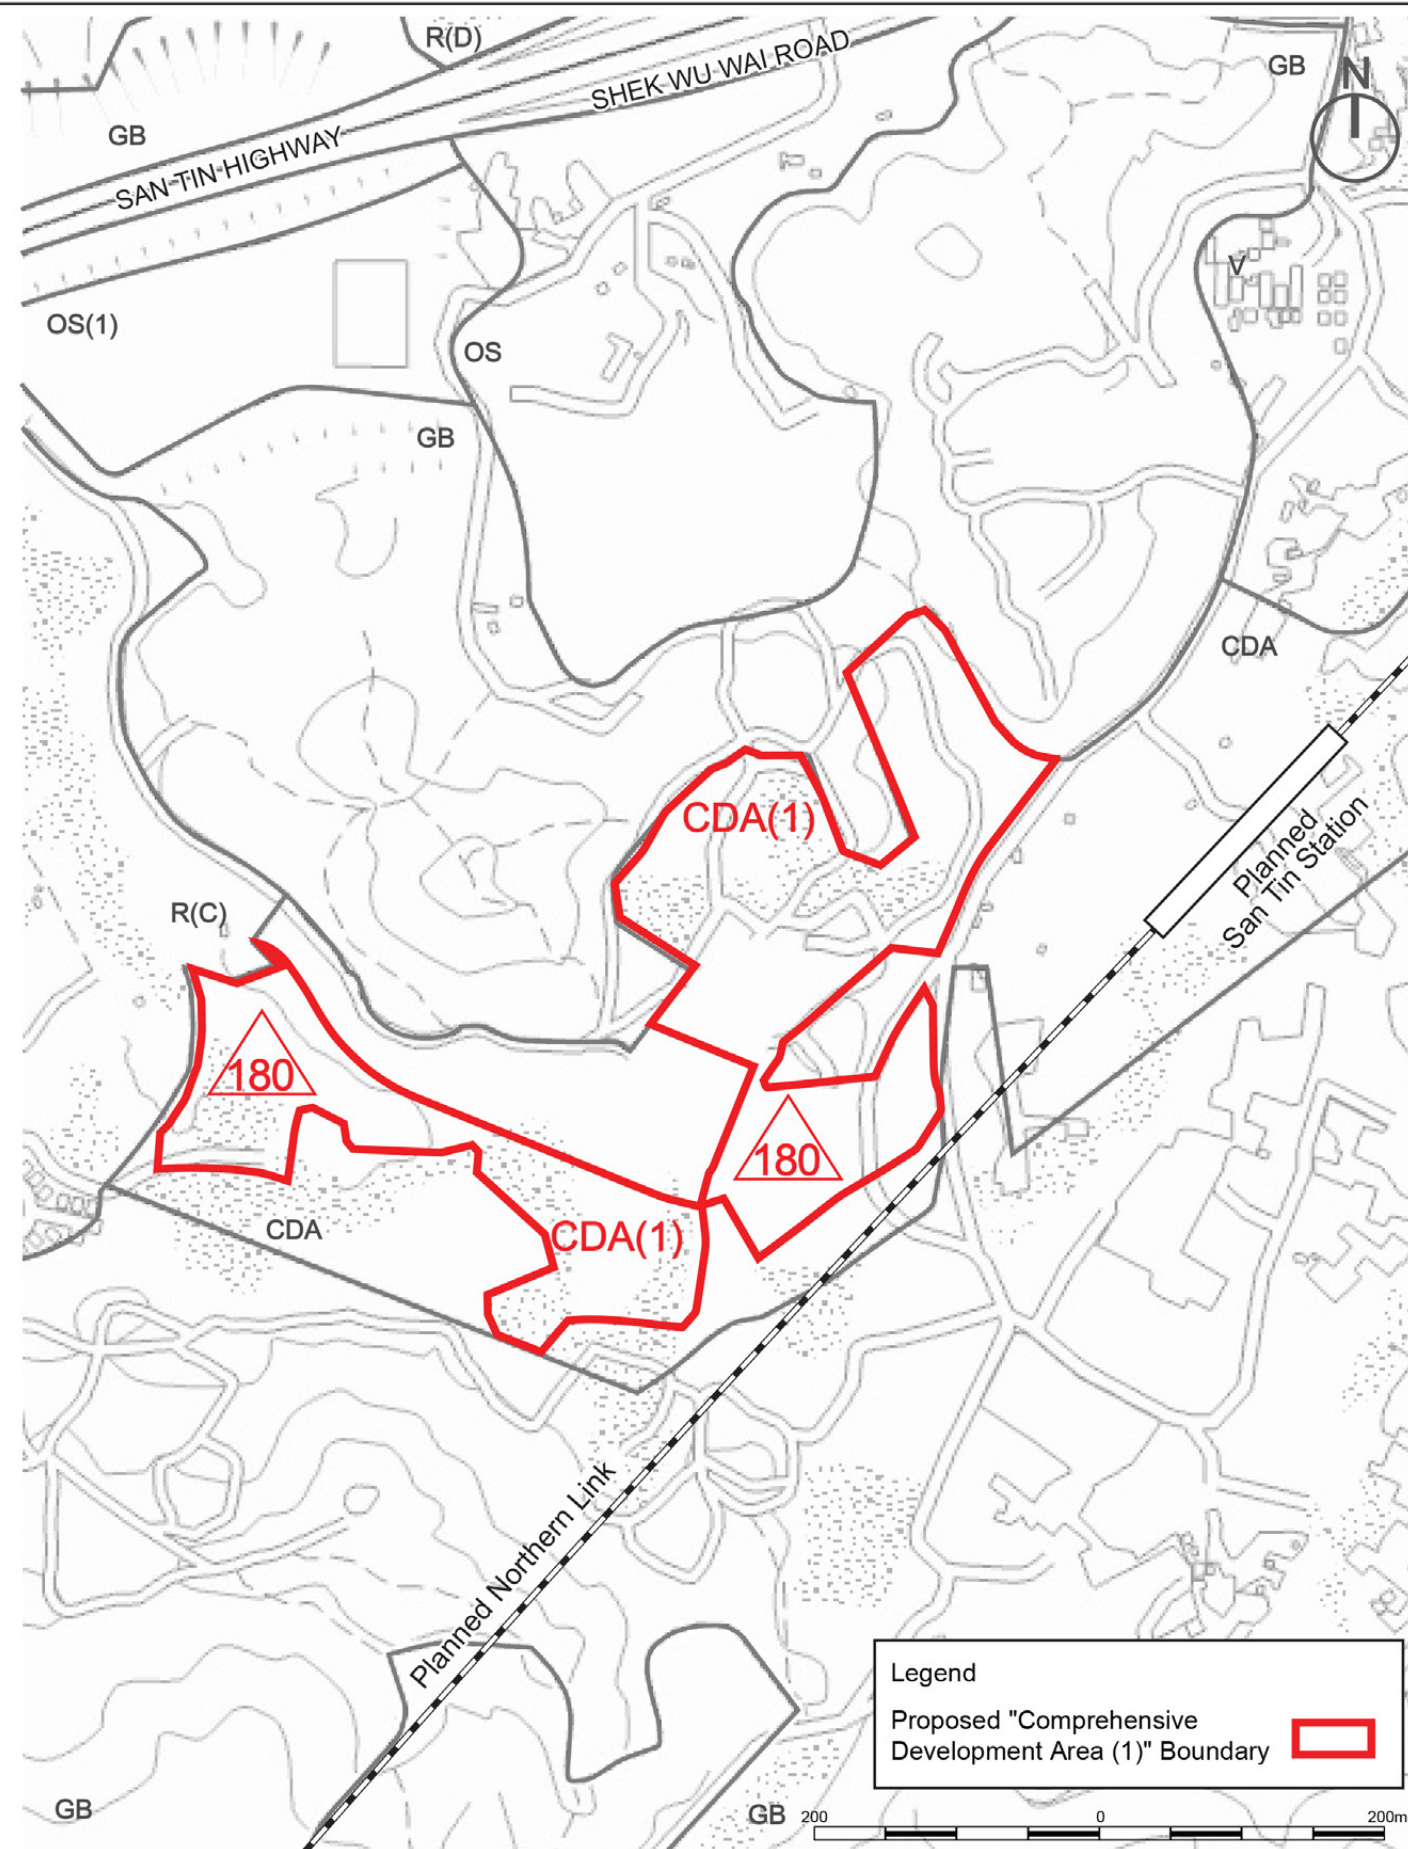 R(D)
SHEK WU WAI ROAD
GB
N
GB
SAN TIN HIGHWAY
V
OS(1)
OS
GB
CDA
CDA(1)
Planned
San Tin Station
R(C)
180
180
CDA
CDA(1)
Planned Northern Link
Legend
Proposed "Comprehensive
Development Area (1)" Boundary
GB
GB
200
0
200m